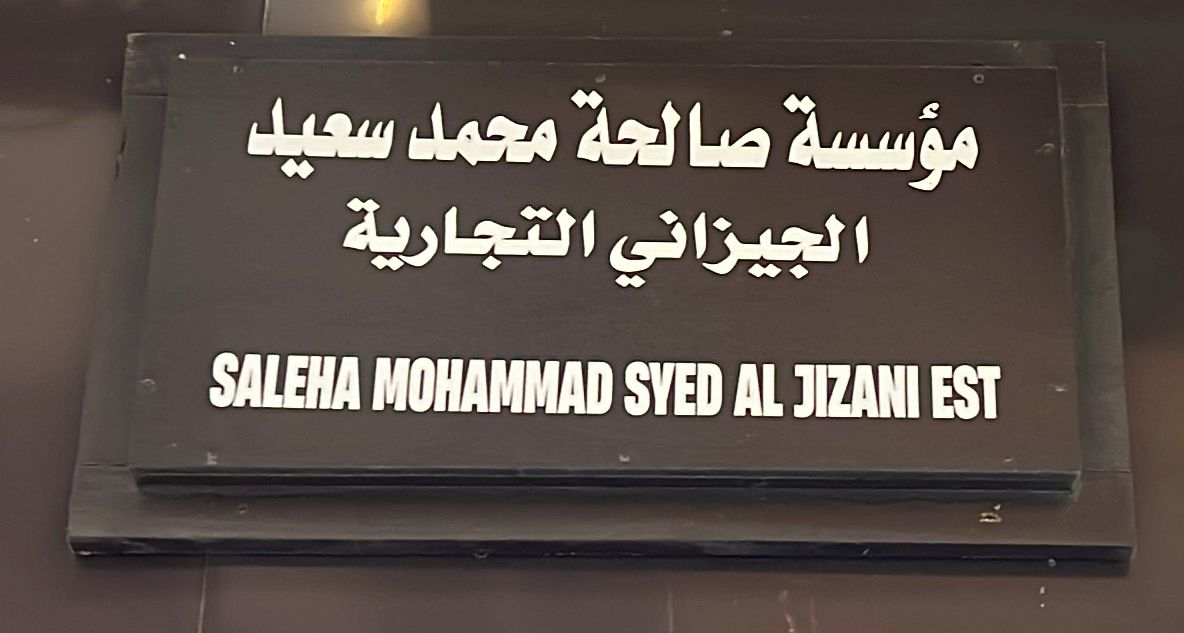 مؤسسة صالحة محمد سعيد
الجيزاني التجارية
SALEHA MOHAMMAD SYED AL JIZANI EST